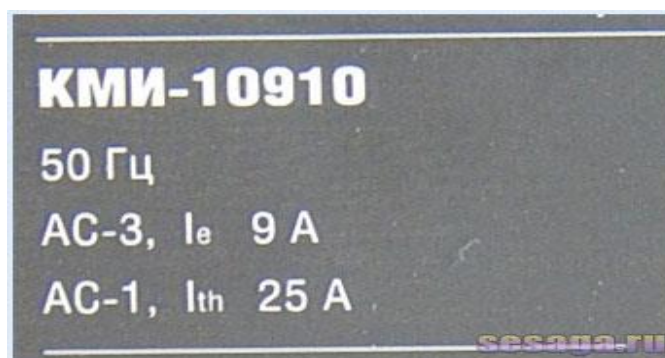 КМИ-10910
50 Гц
АС-3, Ie 9 А
АС-1, Ith 25 А
sesaga.ru